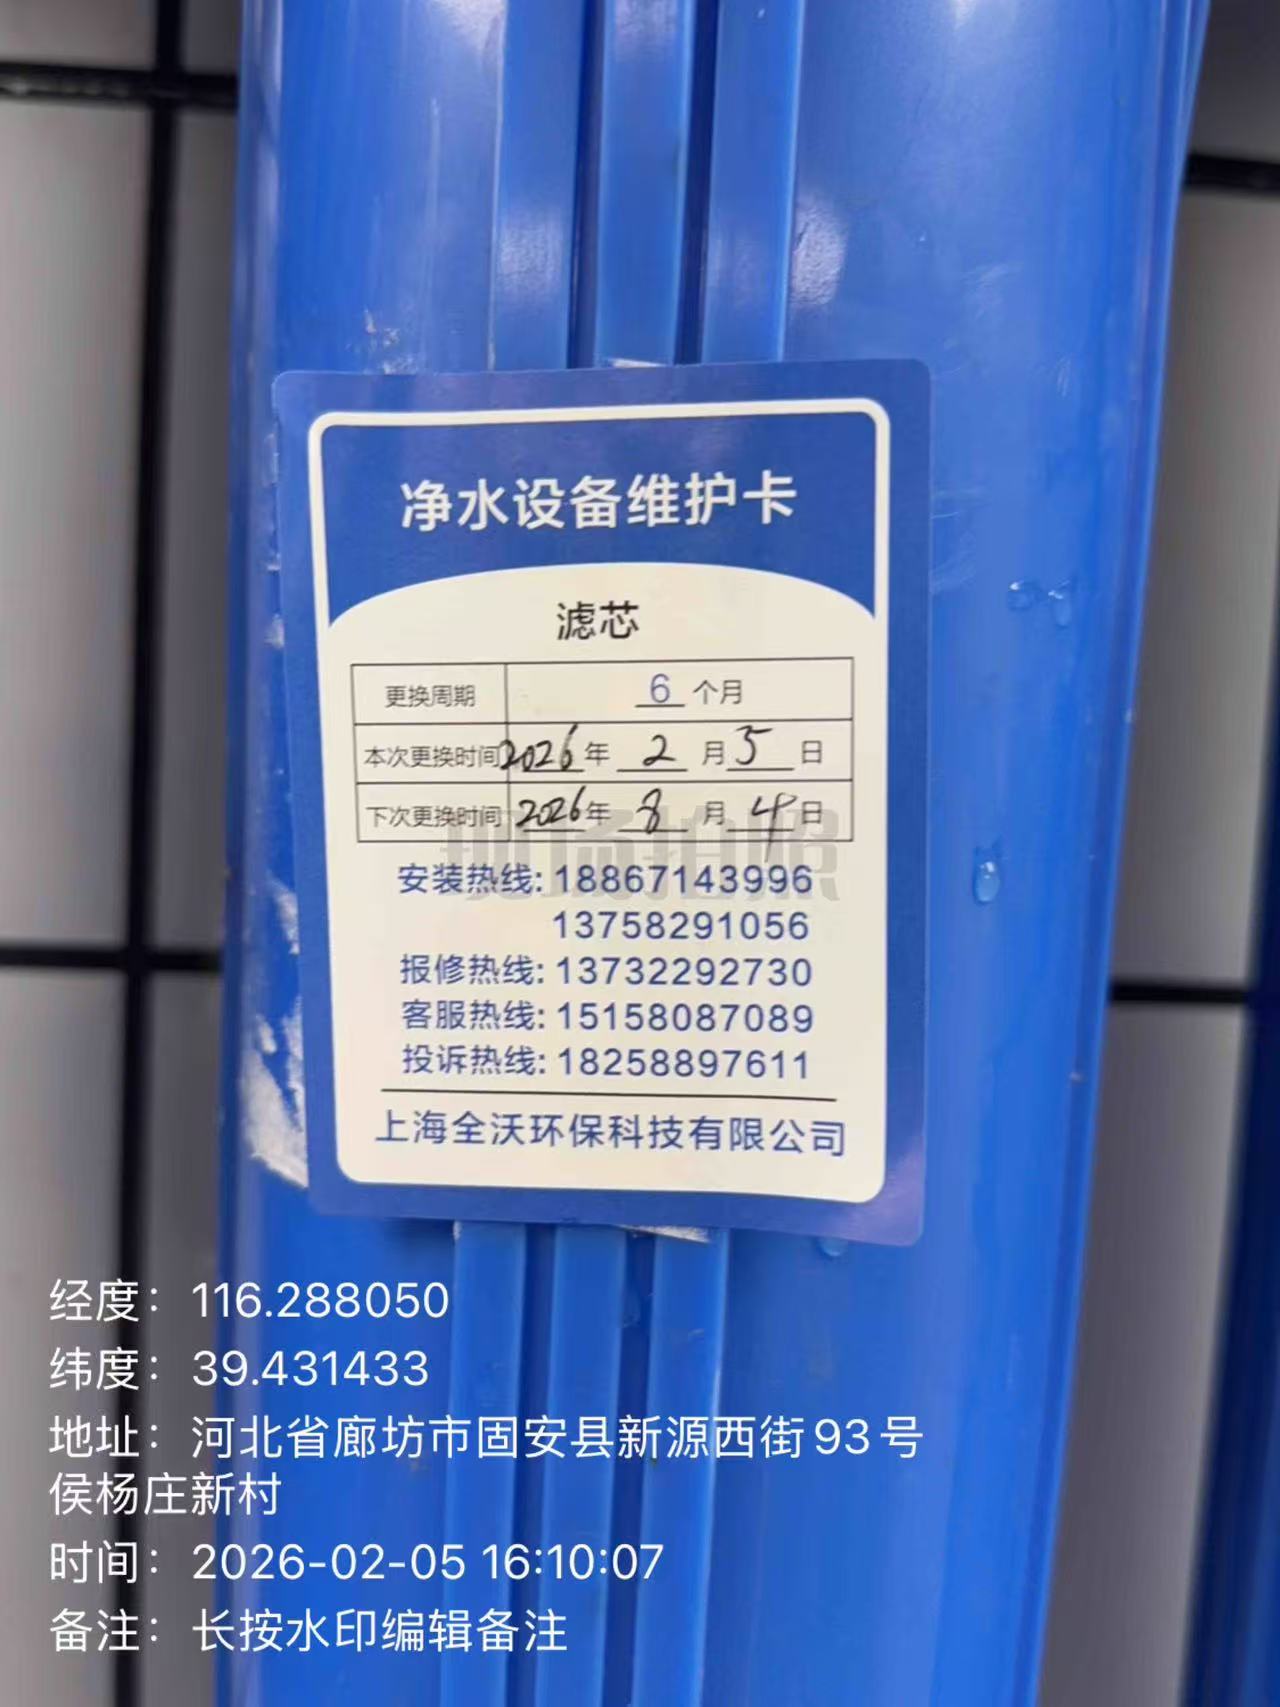 净水设备维护卡
滤芯
更换周期 6 个月
本次更换时间 2026 年 2 月 5 日
下次更换时间 2026 年 8 月 4 日
现场拍照
安装热线: 18867143996
13758291056
报修热线: 13732292730
客服热线: 15158087089
投诉热线: 18258897611
上海全沃环保科技有限公司
经度：116.288050
纬度：39.431433
地址：河北省廊坊市固安县新源西街93号
侯杨庄新村
时间：2026-02-05 16:10:07
备注：长按水印编辑备注